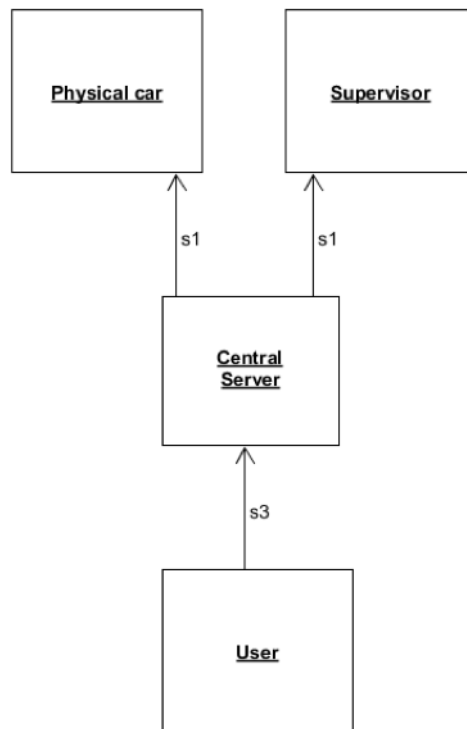 Physical car
Supervisor
s1
s1
Central
Server
s3
User